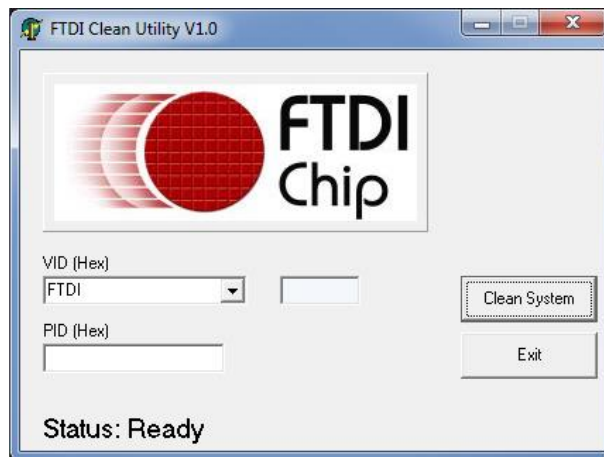 FTDI Clean Utility V1.0
FTDI
Chip
VID (Hex)
FTDI
Clean System
PID (Hex)
Exit
Status: Ready